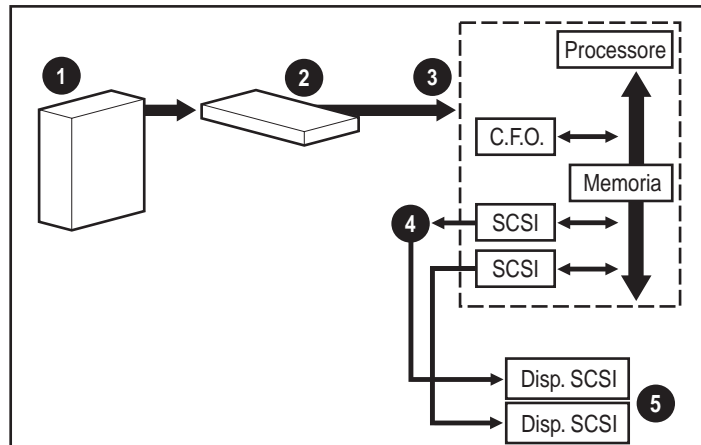 1
2
3
Processore
C.F.O.
Memoria
4
SCSI
SCSI
Disp. SCSI
5
Disp. SCSI